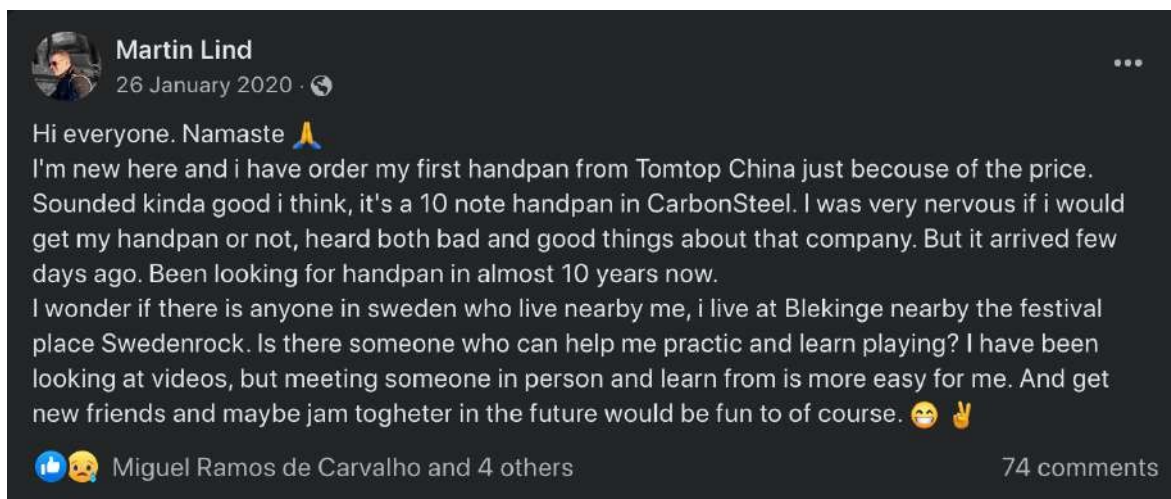 Martin Lind
26 January 2020 ·
Hi everyone. Namaste 🙏
I'm new here and i have order my first handpan from Tomtop China just becouse of the price.
Sounded kinda good i think, it's a 10 note handpan in CarbonSteel. I was very nervous if i would
get my handpan or not, heard both bad and good things about that company. But it arrived few
days ago. Been looking for handpan in almost 10 years now.
I wonder if there is anyone in sweden who live nearby me, i live at Blekinge nearby the festival
place Swedenrock. Is there someone who can help me practic and learn playing? I have been
looking at videos, but meeting someone in person and learn from is more easy for me. And get
new friends and maybe jam togheter in the future would be fun to of course. 😁 ✌️
Miguel Ramos de Carvalho and 4 others 74 comments